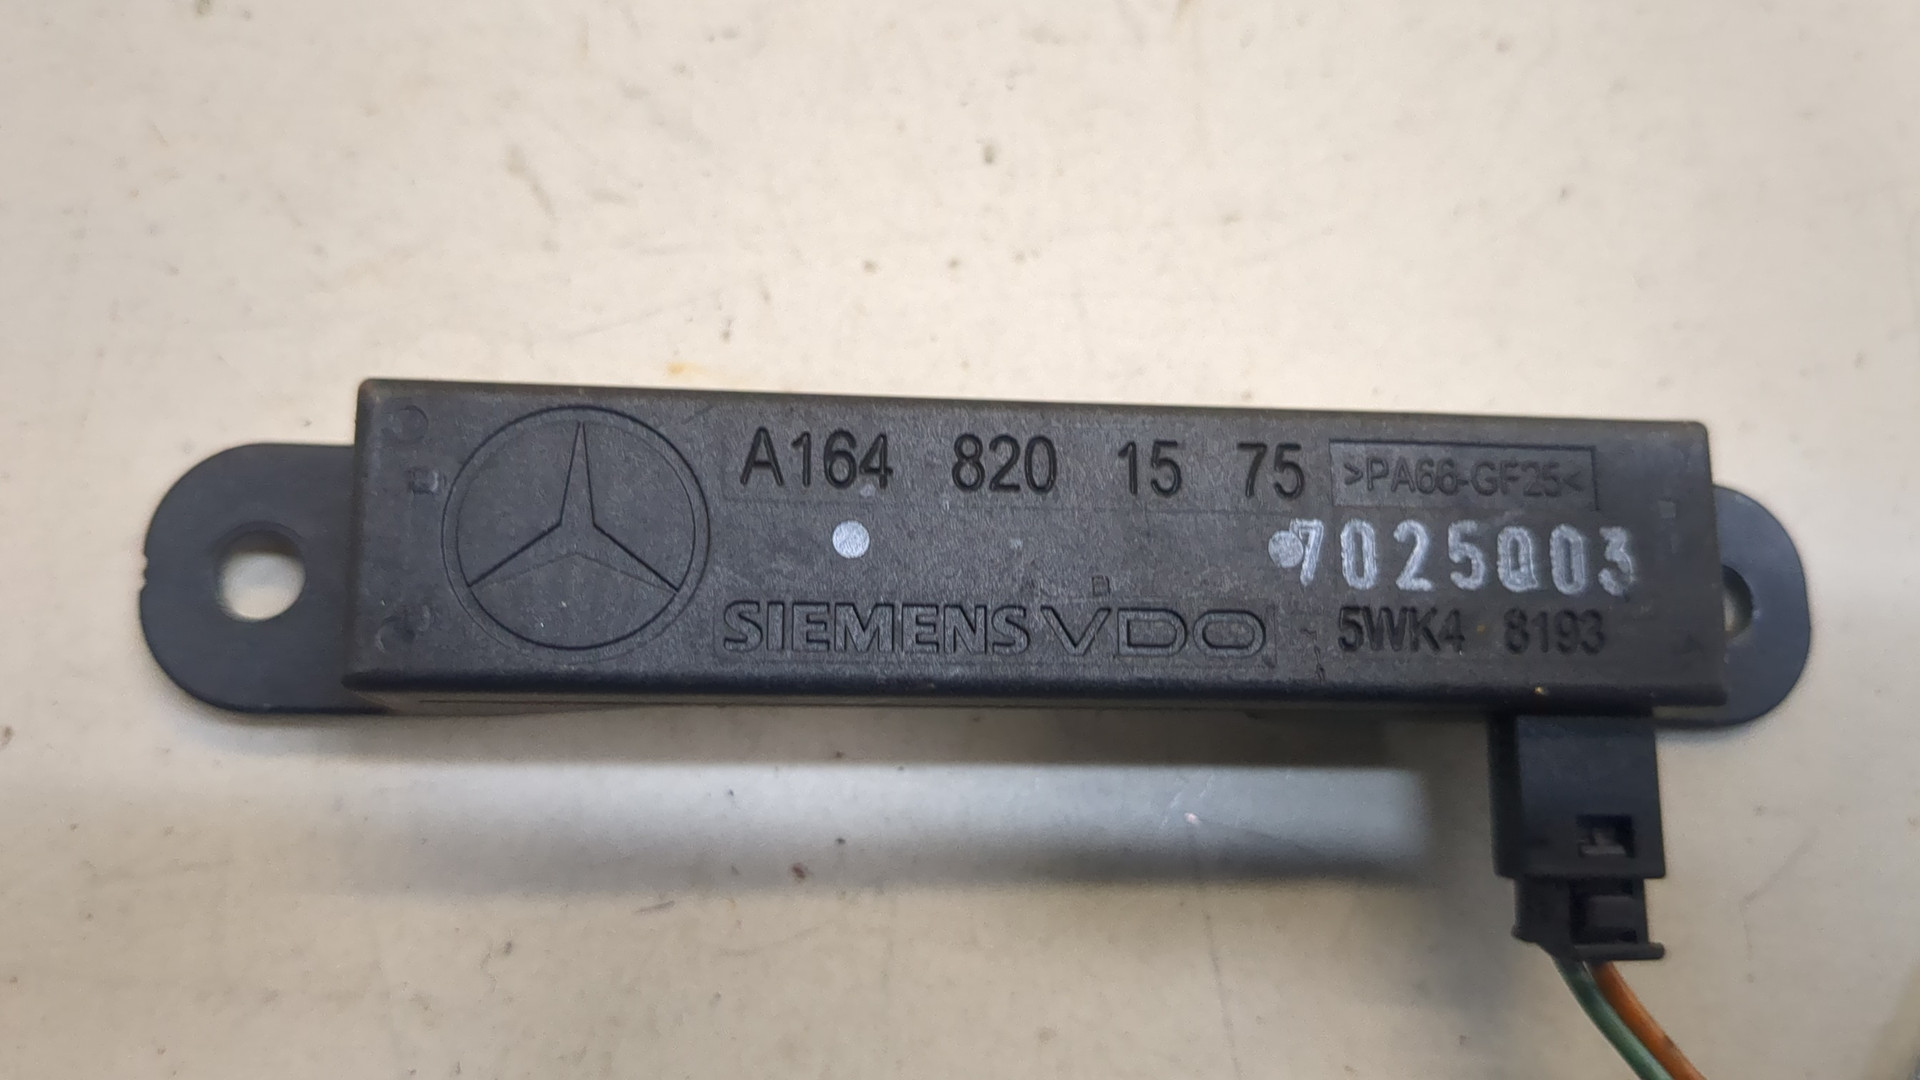 A164 820 15 75 >PA66-GF25<
7025003
B
SIEMENS VDO 5WK4 8193